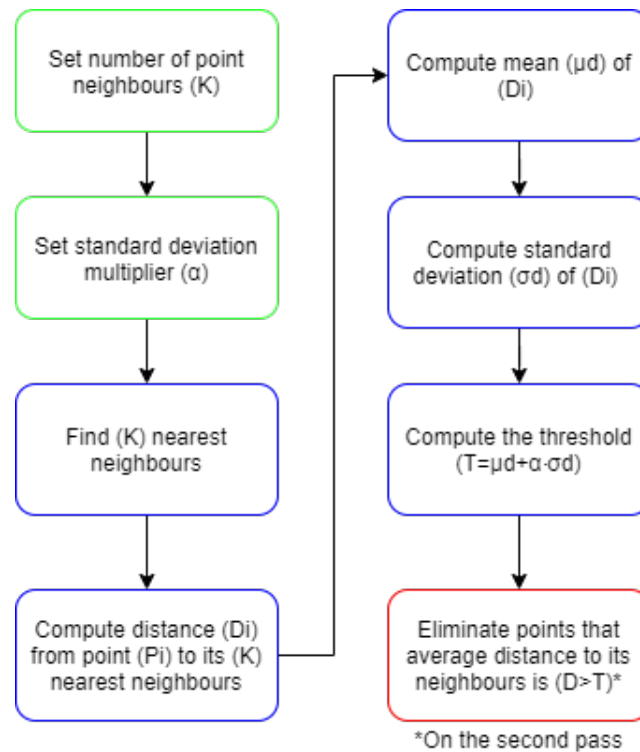 Set number of point
neighbours (K)
Set standard deviation
multiplier (α)
Find (K) nearest
neighbours
Compute distance (Di)
from point (Pi) to its (K)
nearest neighbours
Compute mean (μd) of
(Di)
Compute standard
deviation (σd) of (Di)
Compute the threshold
(T=μd+α·σd)
Eliminate points that
average distance to its
neighbours is (D>T)*
*On the second pass